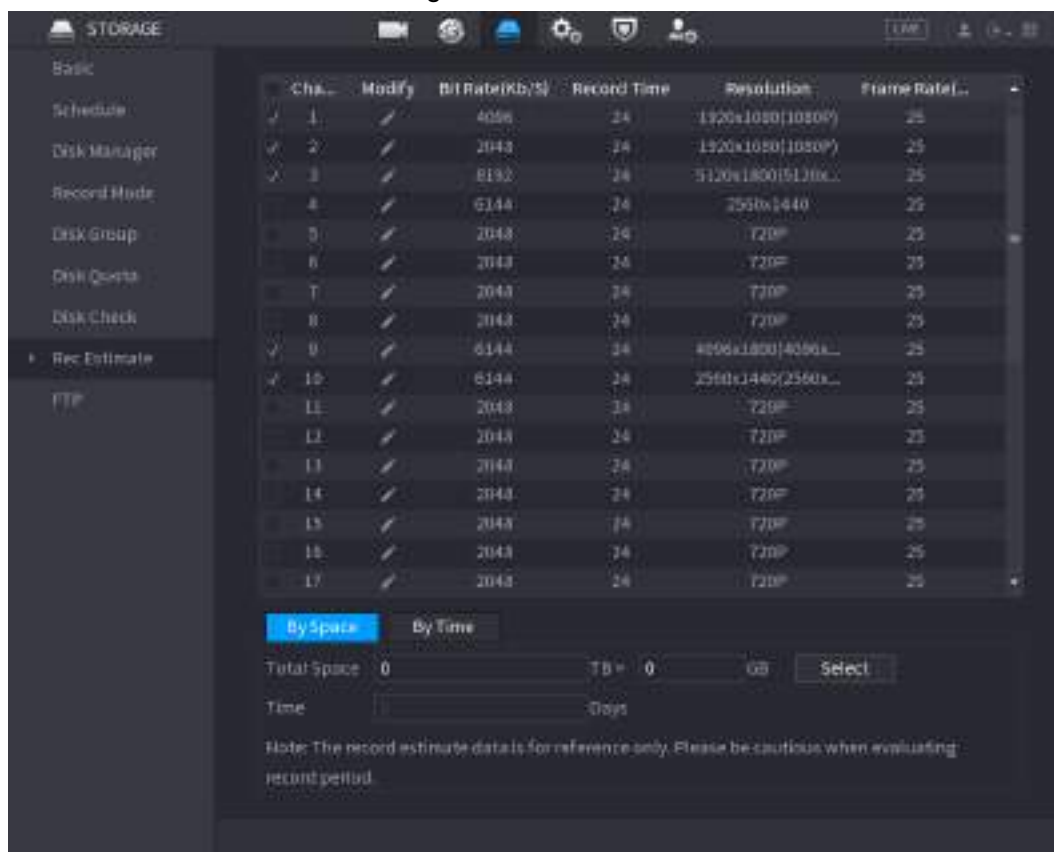 STORAGE LIVE
Basic
Schedule
Disk Manager
Record Mode
Disk Group
Disk Quota
Disk Check
Rec Estimate
FTP
Cha... Modify Bit Rate(Kb/S) Record Time Resolution Frame Rate(...
1 4096 24 1920x1080(1080P) 25
2 2048 24 1920x1080(1080P) 25
3 8192 24 5120x1800(5120x... 25
4 6144 24 2560x1440 25
5 2048 24 720P 25
6 2048 24 720P 25
7 2048 24 720P 25
8 2048 24 720P 25
9 6144 24 4096x1800(4096x... 25
10 6144 24 2560x1440(2560x... 25
11 2048 24 720P 25
12 2048 24 720P 25
13 2048 24 720P 25
14 2048 24 720P 25
15 2048 24 720P 25
16 2048 24 720P 25
17 2048 24 720P 25
By Space By Time
Total Space 0 TB = 0 GB Select
Time Days
Note: The record estimate data is for reference only. Please be cautious when evaluating
record period.